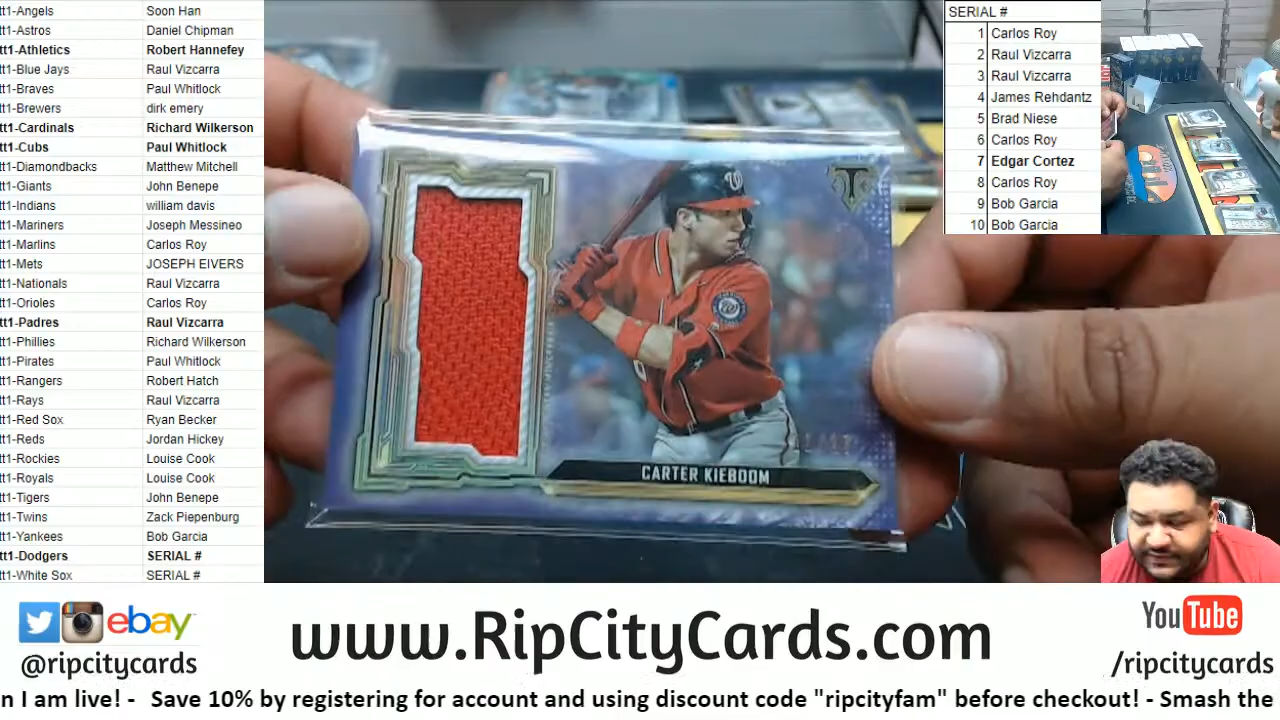 tt1-Angels Soon Han
tt1-Astros Daniel Chipman
tt1-Athletics Robert Hannefey
tt1-Blue Jays Raul Vizcarra
tt1-Braves Paul Whitlock
tt1-Brewers dirk emery
tt1-Cardinals Richard Wilkerson
tt1-Cubs Paul Whitlock
tt1-Diamondbacks Matthew Mitchell
tt1-Giants John Benepe
tt1-Indians william davis
tt1-Mariners Joseph Messineo
tt1-Marlins Carlos Roy
tt1-Mets JOSEPH EIVERS
tt1-Nationals Raul Vizcarra
tt1-Orioles Carlos Roy
tt1-Padres Raul Vizcarra
tt1-Phillies Richard Wilkerson
tt1-Pirates Paul Whitlock
tt1-Rangers Robert Hatch
tt1-Rays Raul Vizcarra
tt1-Red Sox Ryan Becker
tt1-Reds Jordan Hickey
tt1-Rockies Louise Cook
tt1-Royals Louise Cook
tt1-Tigers John Benepe
tt1-Twins Zack Piepenburg
tt1-Yankees Bob Garcia
tt1-Dodgers SERIAL #
tt1-White Sox SERIAL #
T
W
W
CARTER KIEBOOM
SERIAL #
1 Carlos Roy
2 Raul Vizcarra
3 Raul Vizcarra
4 James Rehdantz
5 Brad Niese
6 Carlos Roy
7 Edgar Cortez
8 Carlos Roy
9 Bob Garcia
10 Bob Garcia
ebay
@ripcitycards
www.RipCityCards.com
YouTube
/ripcitycards
n I am live! - Save 10% by registering for account and using discount code "ripcityfam" before checkout! - Smash the